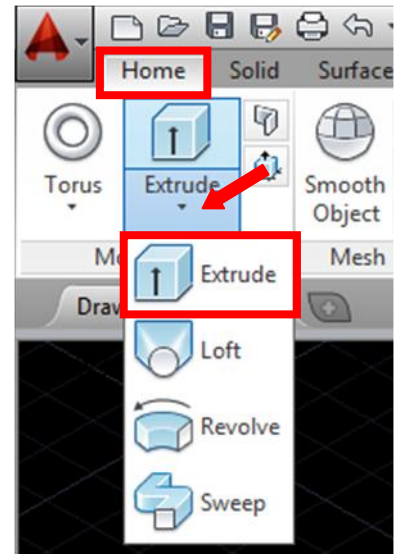 Home Solid Surface
Torus Extrude Smooth
Object
Mesh
Extrude
Loft
Revolve
Sweep